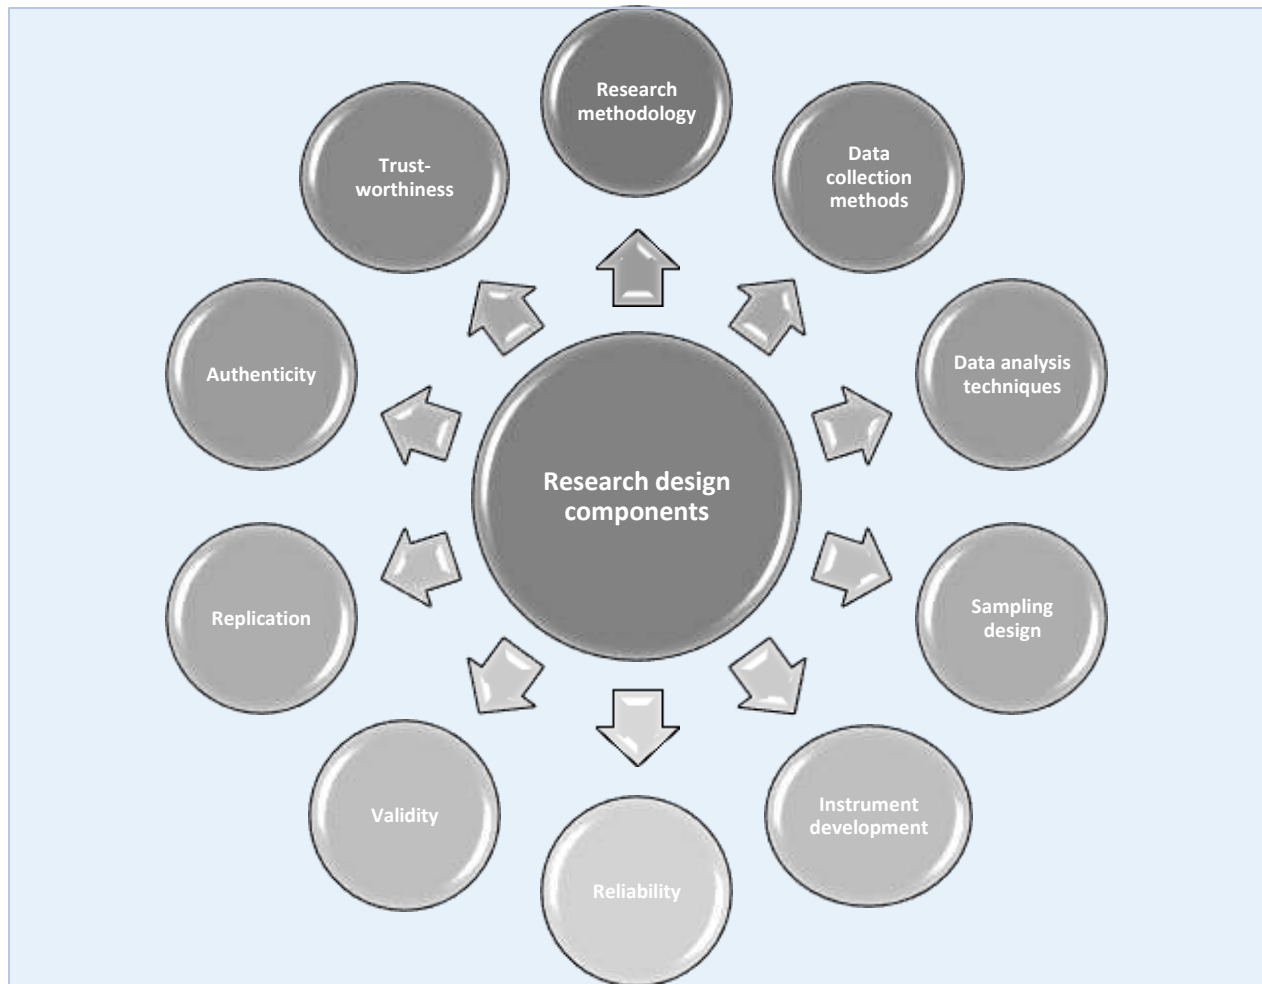 Research
methodology
Data
collection
methods
Data analysis
techniques
Sampling
design
Instrument
development
Reliability
Validity
Replication
Authenticity
Trust-
worthiness
Research design
components